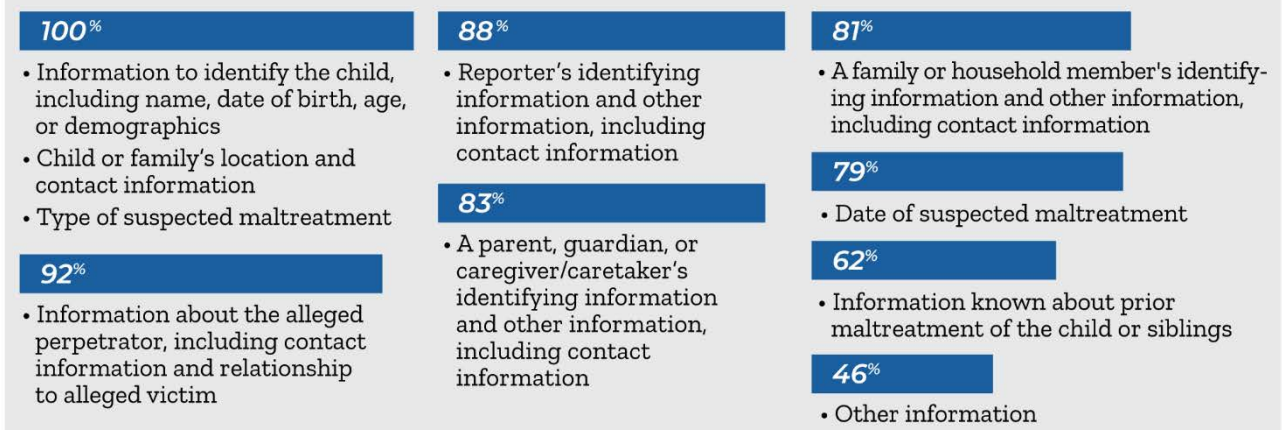 100%
• Information to identify the child,
including name, date of birth, age,
or demographics
• Child or family’s location and
contact information
• Type of suspected maltreatment
92%
• Information about the alleged
perpetrator, including contact
information and relationship
to alleged victim
88%
• Reporter’s identifying
information and other
information, including
contact information
83%
• A parent, guardian, or
caregiver/caretaker’s
identifying information
and other information,
including contact
information
81%
• A family or household member's identify-
ing information and other information,
including contact information
79%
• Date of suspected maltreatment
62%
• Information known about prior
maltreatment of the child or siblings
46%
• Other information